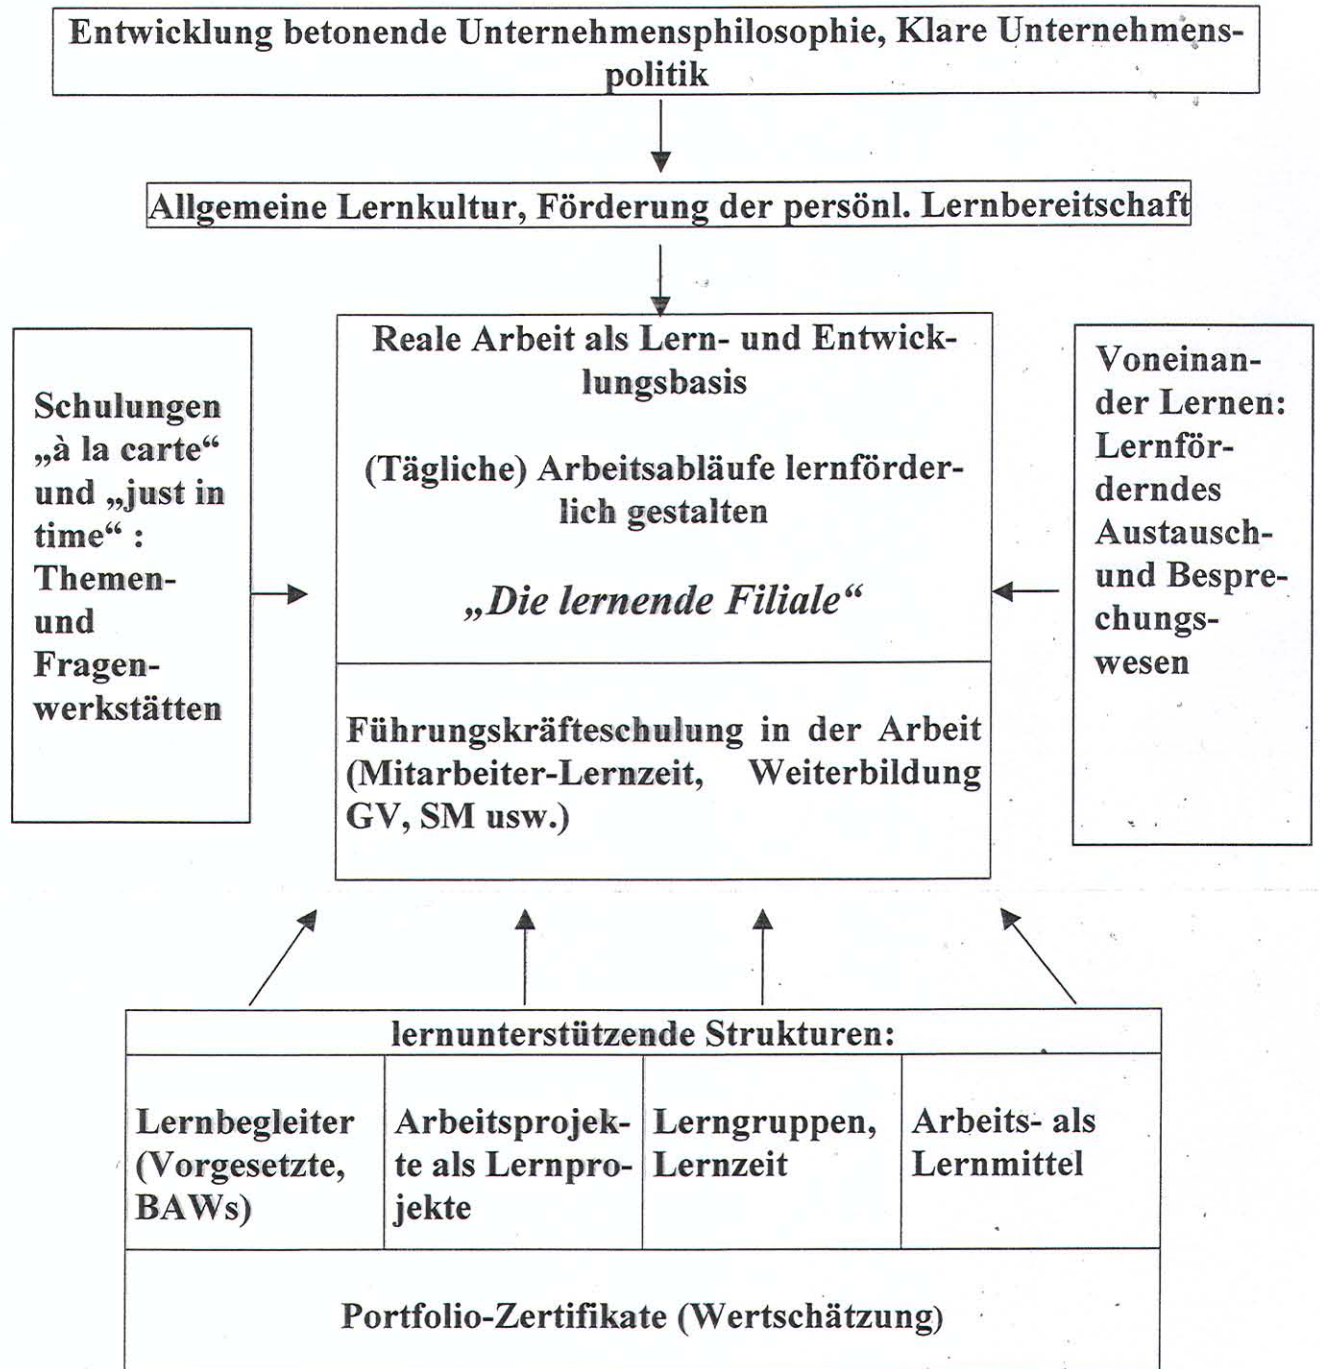 Entwicklung betonende Unternehmensphilosophie, Klare Unternehmens-
politik
Allgemeine Lernkultur, Förderung der persönl. Lernbereitschaft
Schulungen
„à la carte“
und „just in
time“ :
Themen-
und
Fragen-
werkstätten
Reale Arbeit als Lern- und Entwick-
lungsbasis
(Tägliche) Arbeitsabläufe lernförder-
lich gestalten
„Die lernende Filiale“
Führungskräfteschulung in der Arbeit
(Mitarbeiter-Lernzeit, Weiterbildung
GV, SM usw.)
Voneinan-
der Lernen:
Lernför-
derndes
Austausch-
und Bespre-
chungs-
wesen
lernunterstützende Strukturen:
Lernbegleiter
(Vorgesetzte,
BAWs)
Arbeitsprojek-
te als Lernpro-
jekte
Lerngruppen,
Lernzeit
Arbeits- als
Lernmittel
Portfolio-Zertifikate (Wertschätzung)